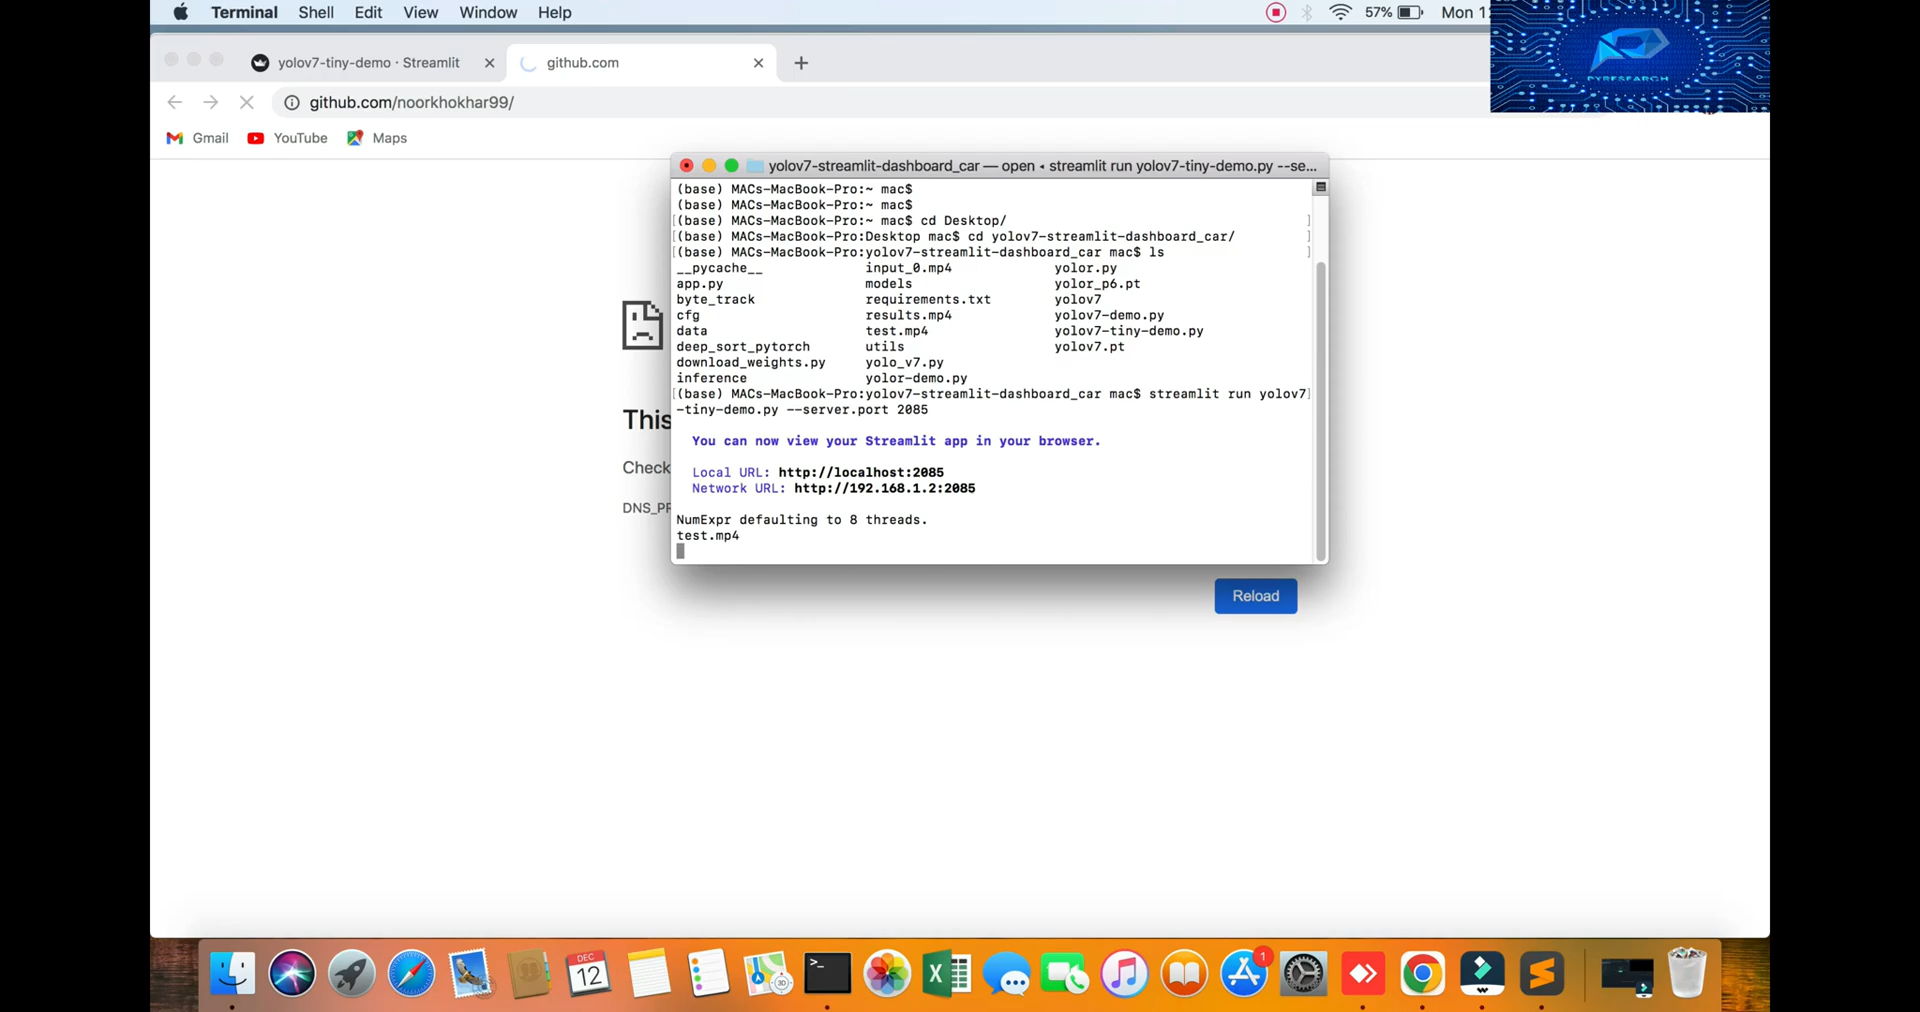 Terminal Shell Edit View Window Help 57% Mon 1
yolov7-tiny-demo · Streamlit github.com
github.com/noorkhokhar99/
Gmail YouTube Maps
PYRESEARCH
yolov7-streamlit-dashboard_car — open ◂ streamlit run yolov7-tiny-demo.py --se...
(base) MACs-MacBook-Pro:~ mac$
(base) MACs-MacBook-Pro:~ mac$
[(base) MACs-MacBook-Pro:~ mac$ cd Desktop/ ]
[(base) MACs-MacBook-Pro:Desktop mac$ cd yolov7-streamlit-dashboard_car/ ]
[(base) MACs-MacBook-Pro:yolov7-streamlit-dashboard_car mac$ ls ]
__pycache__ input_0.mp4 yolor.py
app.py models yolor_p6.pt
byte_track requirements.txt yolov7
cfg results.mp4 yolov7-demo.py
data test.mp4 yolov7-tiny-demo.py
deep_sort_pytorch utils yolov7.pt
download_weights.py yolo_v7.py
inference yolor-demo.py
[(base) MACs-MacBook-Pro:yolov7-streamlit-dashboard_car mac$ streamlit run yolov7]
-tiny-demo.py --server.port 2085
You can now view your Streamlit app in your browser.
Local URL: http://localhost:2085
Network URL: http://192.168.1.2:2085
NumExpr defaulting to 8 threads.
test.mp4
This
Check
DNS_PR
Reload
DEC
12
3D
1